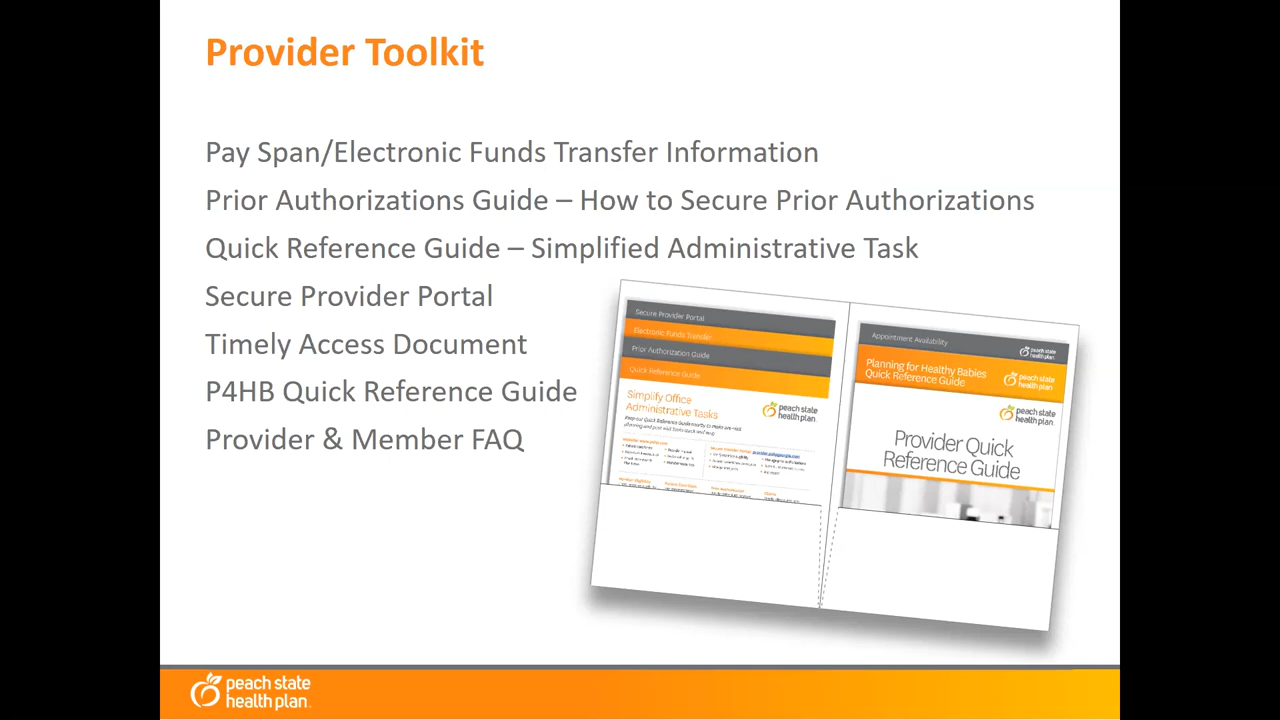 Provider Toolkit
Pay Span/Electronic Funds Transfer Information
Prior Authorizations Guide – How to Secure Prior Authorizations
Quick Reference Guide – Simplified Administrative Task
Secure Provider Portal
Timely Access Document
P4HB Quick Reference Guide
Provider & Member FAQ
Secure Provider Portal
Electronic Funds Transfer
Prior Authorization Guide
Quick Reference Guide
Simplify Office
Administrative Tasks
peach state
health plan.
Appointment Availability
peach state
health plan
Planning for Healthy Babies
Quick Reference Guide
peach state
health plan
peach state
health plan.
Provider Quick
Reference Guide
peach state
health plan.